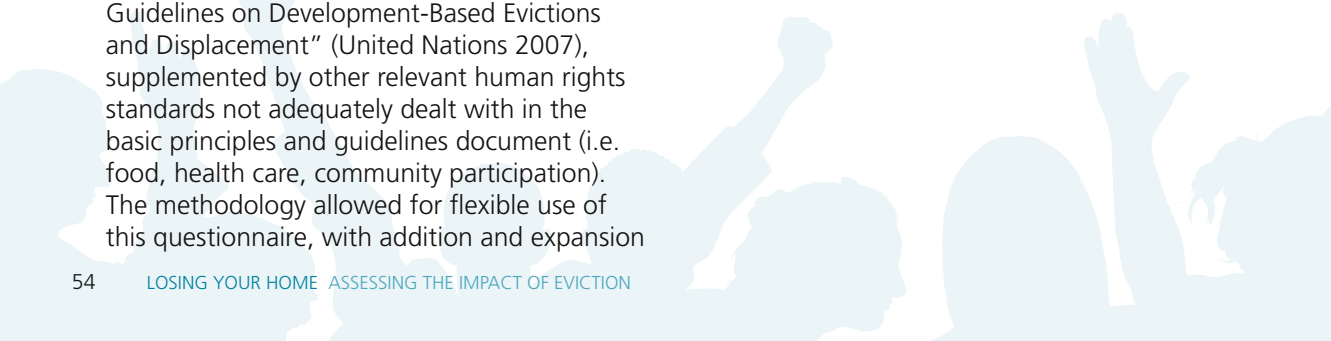 Guidelines on Development-Based Evictions
and Displacement” (United Nations 2007),
supplemented by other relevant human rights
standards not adequately dealt with in the
basic principles and guidelines document (i.e.
food, health care, community participation).
The methodology allowed for flexible use of
this questionnaire, with addition and expansion
54 LOSING YOUR HOME ASSESSING THE IMPACT OF EVICTION